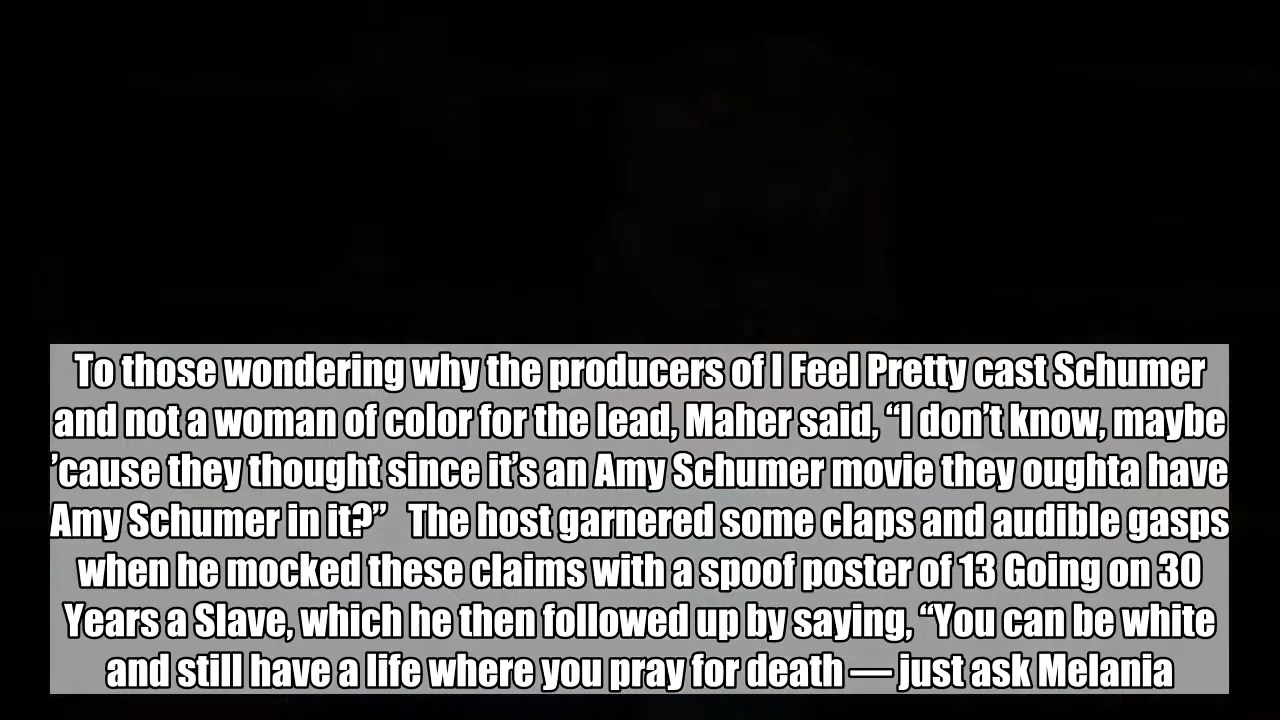 To those wondering why the producers of I Feel Pretty cast Schumer
and not a woman of color for the lead, Maher said, “I don’t know, maybe
’cause they thought since it’s an Amy Schumer movie they oughta have
Amy Schumer in it?”   The host garnered some claps and audible gasps
when he mocked these claims with a spoof poster of 13 Going on 30
Years a Slave, which he then followed up by saying, “You can be white
and still have a life where you pray for death — just ask Melania